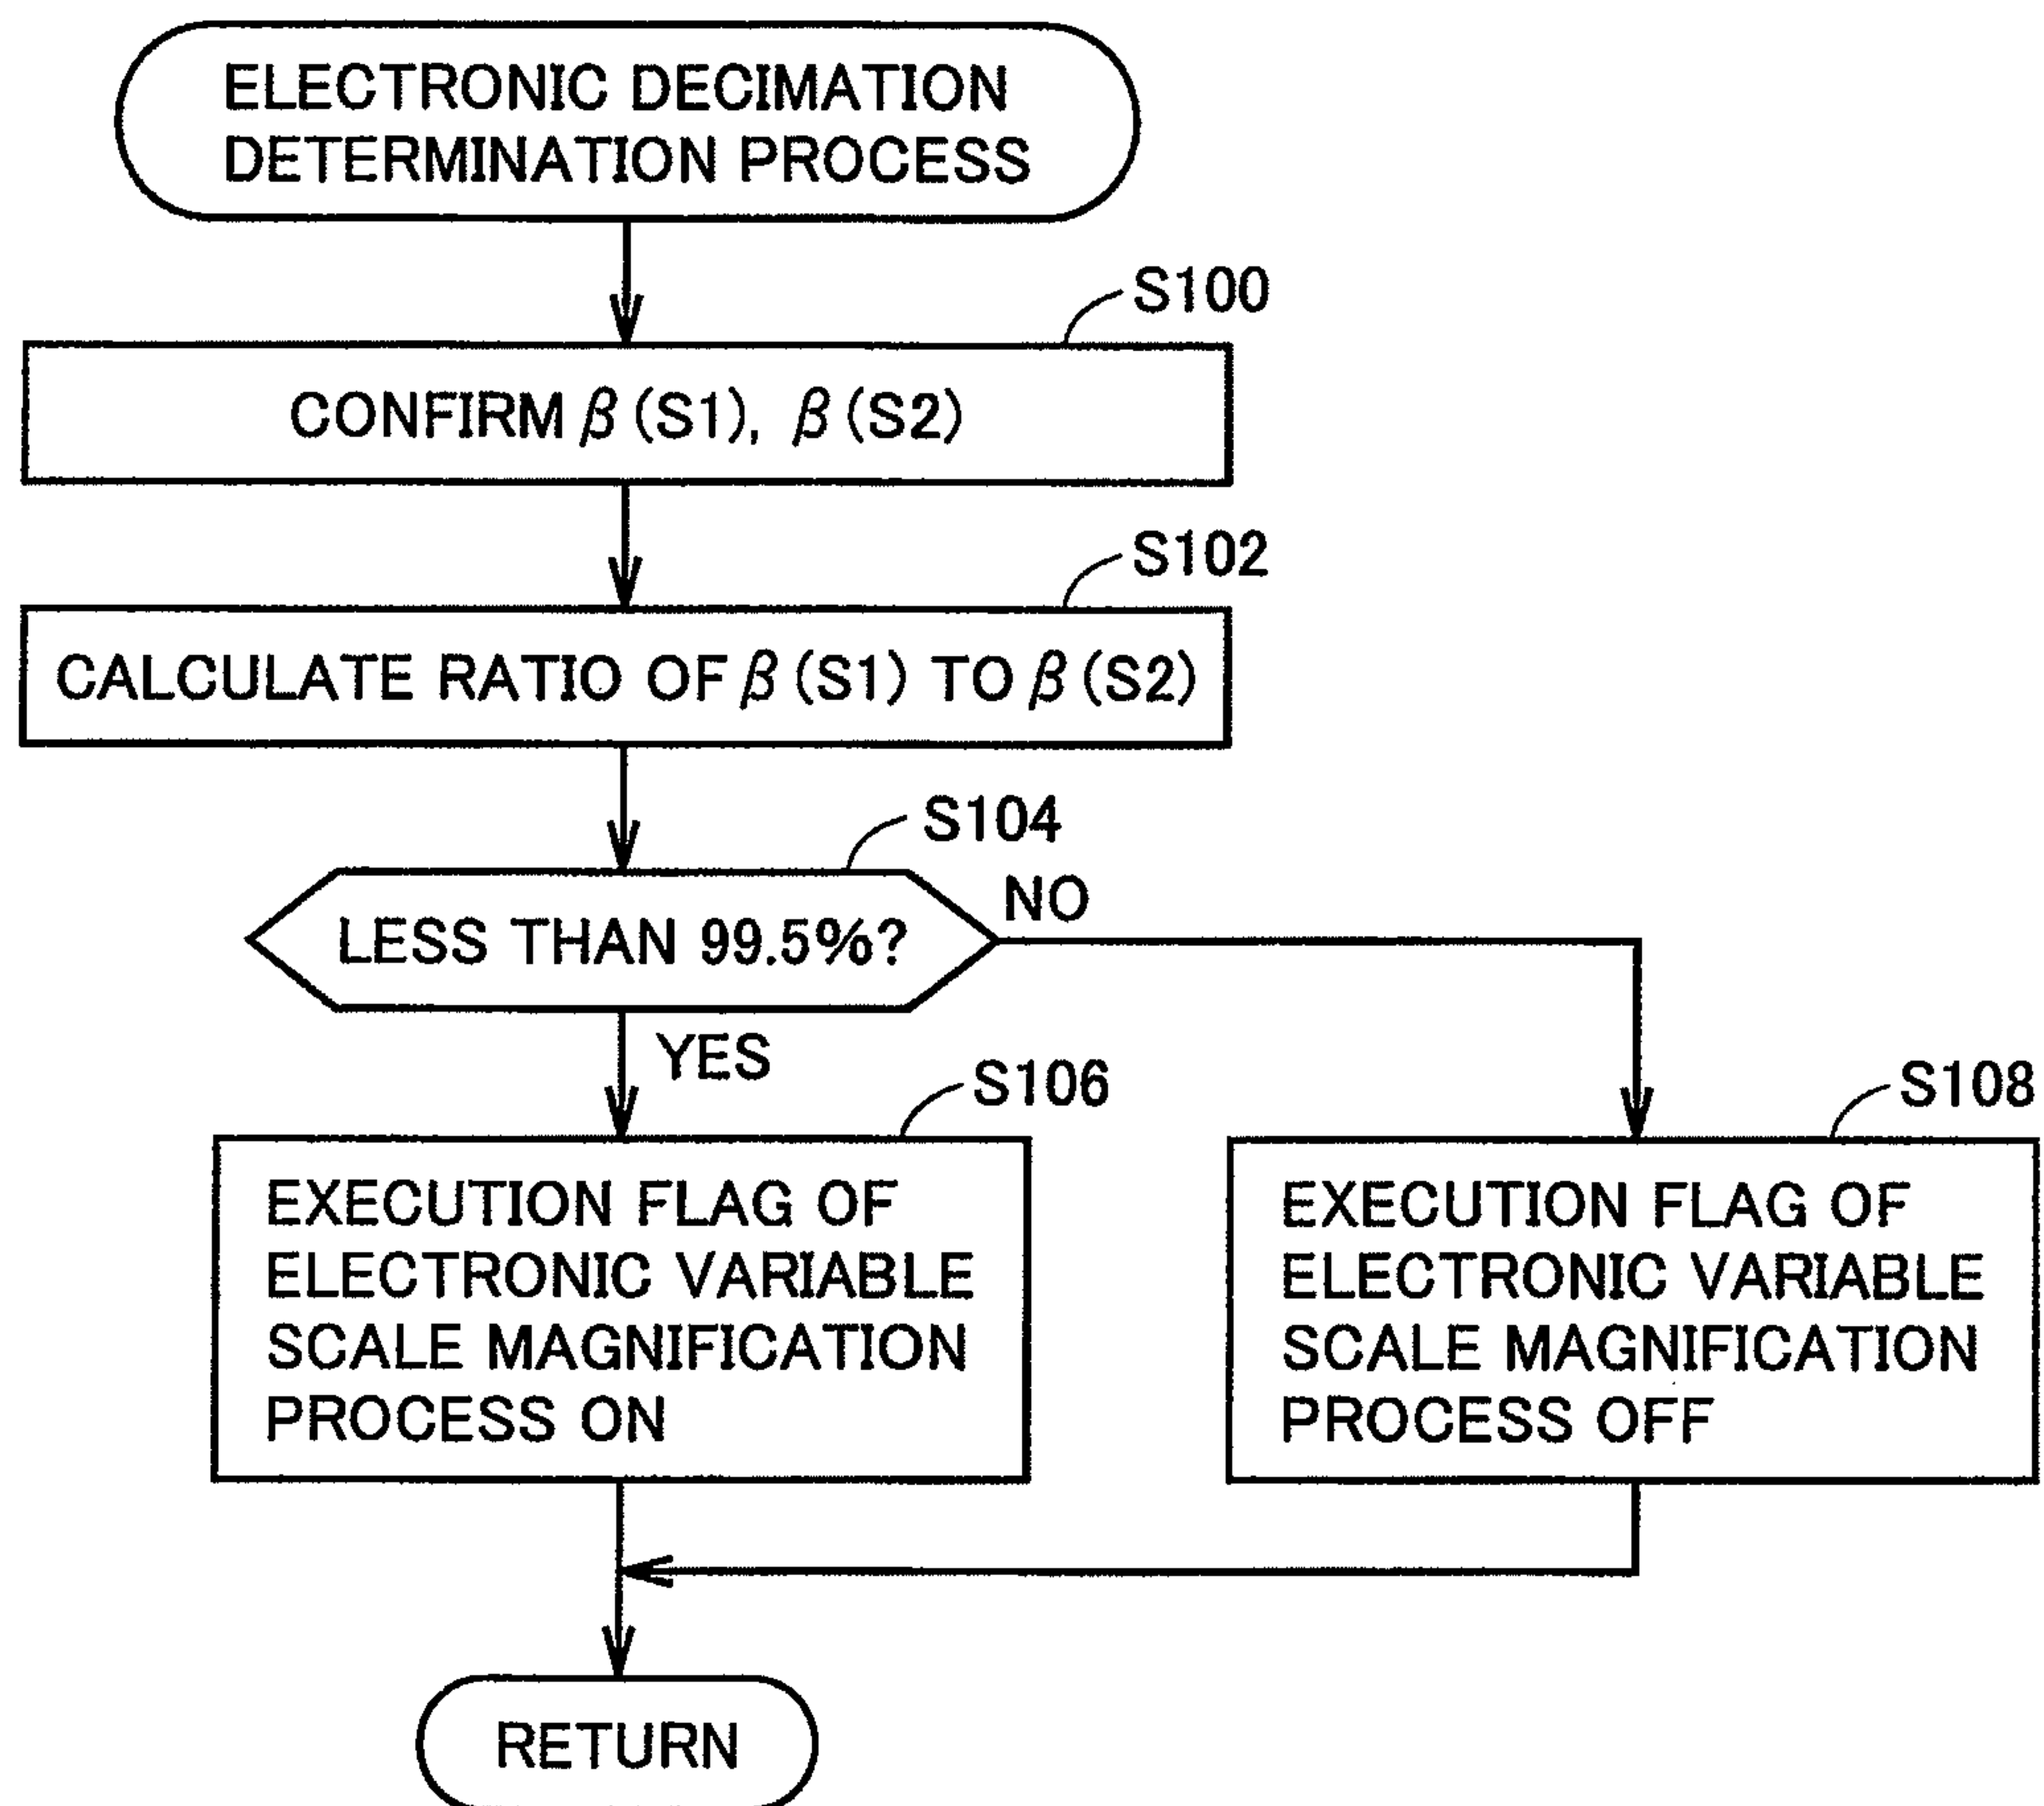 ELECTRONIC DECIMATION
DETERMINATION PROCESS
S100
CONFIRM β (S1), β (S2)
S102
CALCULATE RATIO OF β (S1) TO β (S2)
S104
LESS THAN 99.5%?
NO
YES
S106
EXECUTION FLAG OF
ELECTRONIC VARIABLE
SCALE MAGNIFICATION
PROCESS ON
S108
EXECUTION FLAG OF
ELECTRONIC VARIABLE
SCALE MAGNIFICATION
PROCESS OFF
RETURN